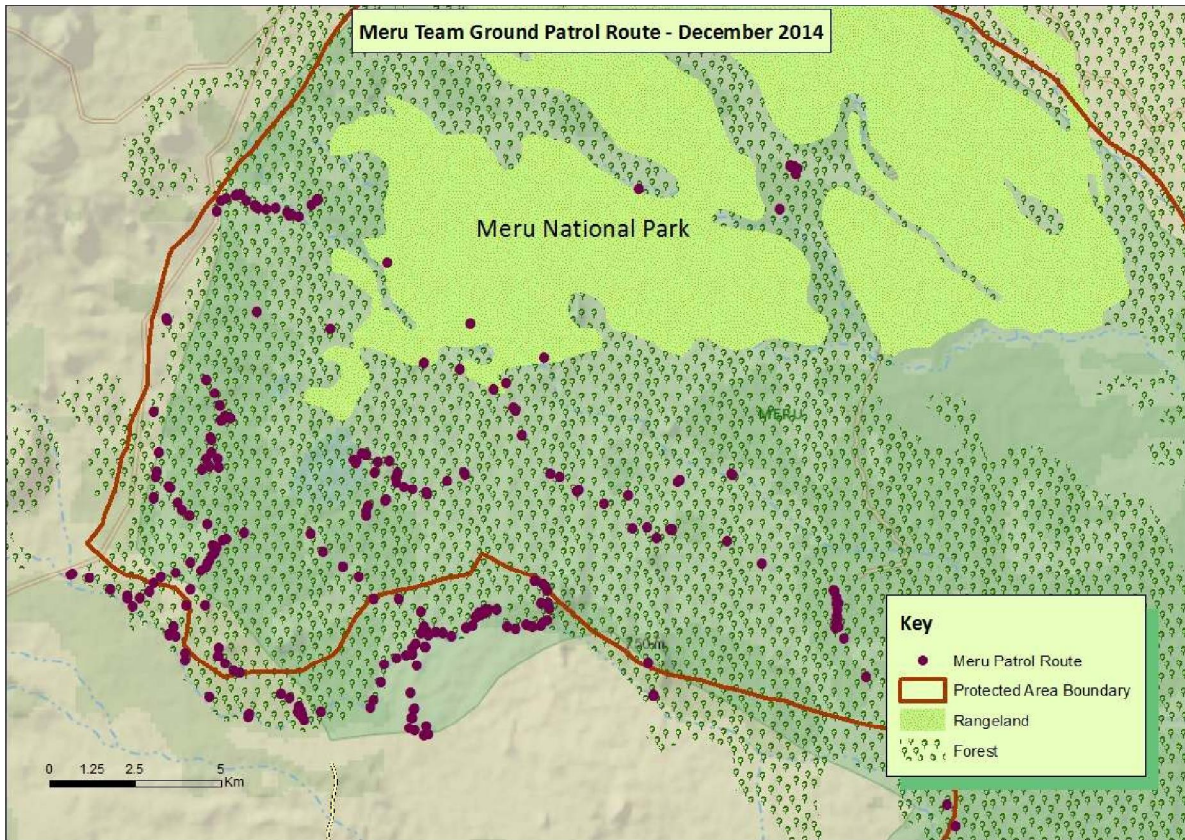 Meru Team Ground Patrol Route - December 2014
Meru National Park
MERU
Key
Meru Patrol Route
Protected Area Boundary
Rangeland
Forest
0 1.25 2.5 5
Km